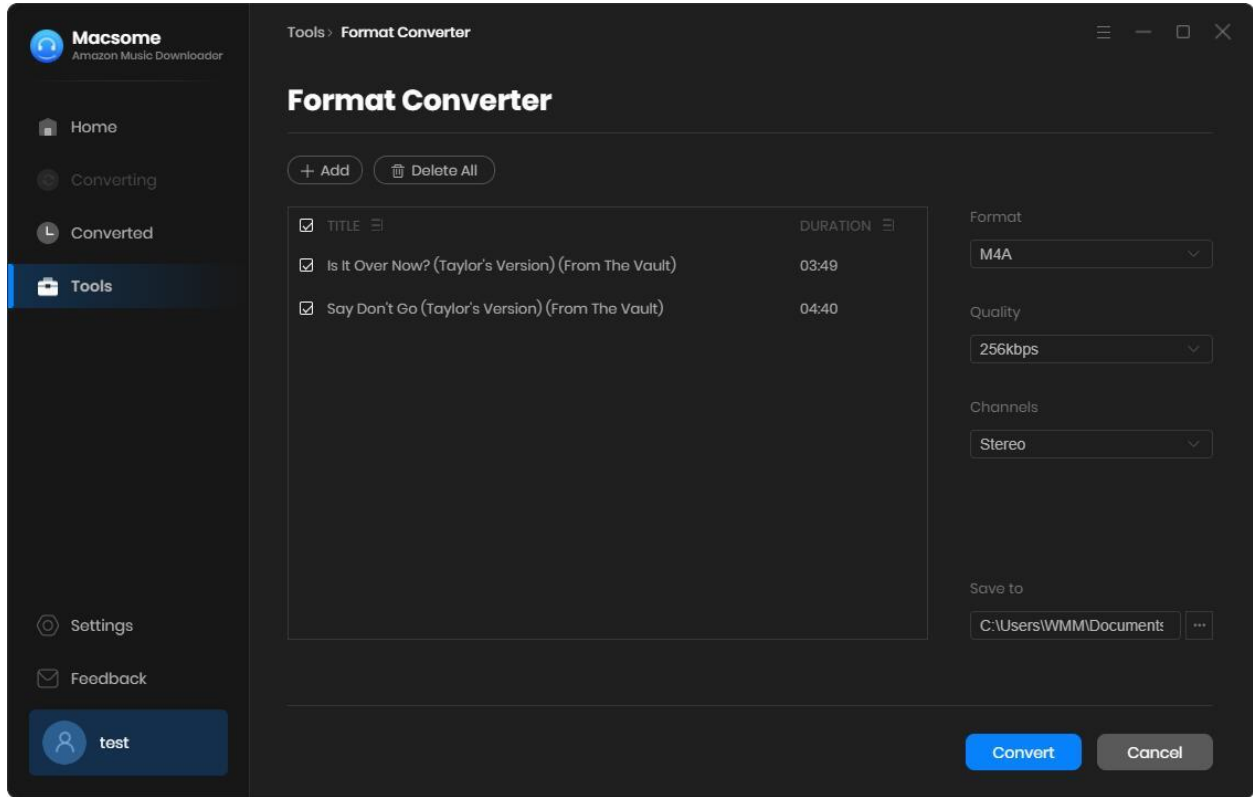 Macsome
Amazon Music Downloader
Home
Converting
Converted
Tools
Settings
Feedback
test
Tools› Format Converter
Format Converter
+ Add
Delete All
TITLE DURATION
Is It Over Now? (Taylor's Version) (From The Vault) 03:49
Say Don't Go (Taylor's Version) (From The Vault) 04:40
Format
M4A
Quality
256kbps
Channels
Stereo
Save to
C:\Users\WMM\Documents ...
Convert Cancel